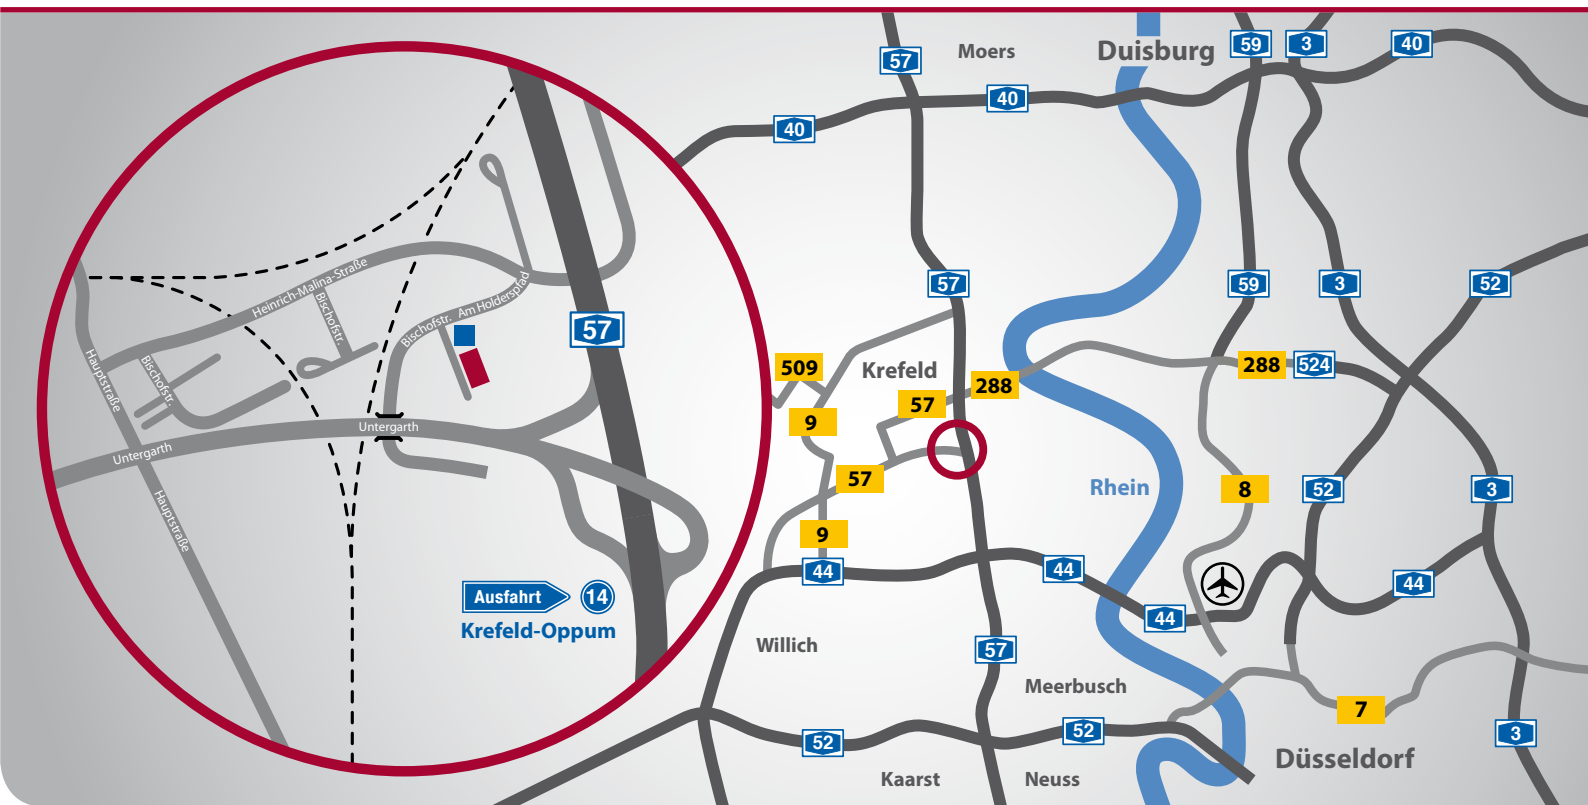 57
Moers
Duisburg
59
3
40
40
40
57
59
3
52
Heinrich-Malina-Straße
Bischofstr.
Bischofstr.
Am Holderspfad
57
Hauptstraße
Bischofstr.
509
Krefeld
288
288
524
57
9
Untergarth
Untergarth
57
Rhein
8
52
3
Hauptstraße
9
44
44
44
44
Ausfahrt
14
Krefeld-Oppum
Willich
57
Meerbusch
7
52
52
3
Düsseldorf
Kaarst
Neuss